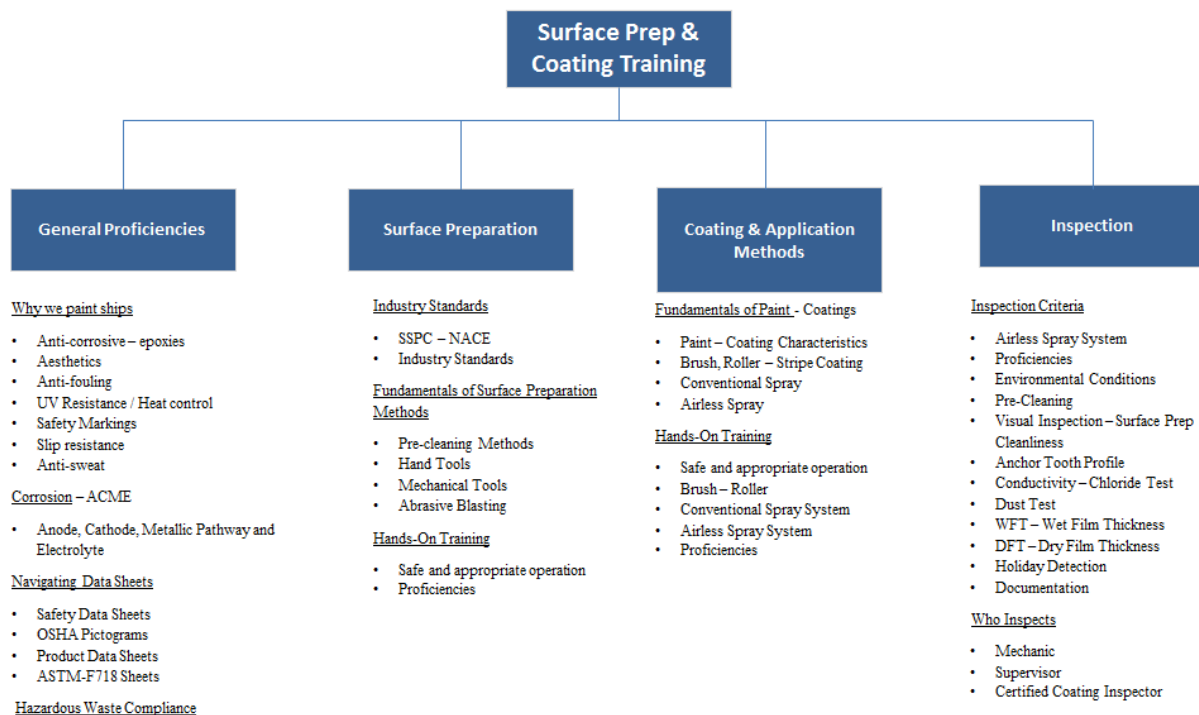 Surface Prep &
Coating Training
General Proficiencies
Why we paint ships
• Anti-corrosive – epoxies
• Aesthetics
• Anti-fouling
• UV Resistance / Heat control
• Safety Markings
• Slip resistance
• Anti-sweat
Corrosion – ACME
• Anode, Cathode, Metallic Pathway and
Electrolyte
Navigating Data Sheets
• Safety Data Sheets
• OSHA Pictograms
• Product Data Sheets
• ASTM-F718 Sheets
Hazardous Waste Compliance
Surface Preparation
Industry Standards
• SSPC – NACE
• Industry Standards
Fundamentals of Surface Preparation
Methods
• Pre-cleaning Methods
• Hand Tools
• Mechanical Tools
• Abrasive Blasting
Hands-On Training
• Safe and appropriate operation
• Proficiencies
Coating & Application
Methods
Fundamentals of Paint - Coatings
• Paint – Coating Characteristics
• Brush, Roller – Stripe Coating
• Conventional Spray
• Airless Spray
Hands-On Training
• Safe and appropriate operation
• Brush – Roller
• Conventional Spray System
• Airless Spray System
• Proficiencies
Inspection
Inspection Criteria
• Airless Spray System
• Proficiencies
• Environmental Conditions
• Pre-Cleaning
• Visual Inspection – Surface Prep
Cleanliness
• Anchor Tooth Profile
• Conductivity – Chloride Test
• Dust Test
• WFT – Wet Film Thickness
• DFT – Dry Film Thickness
• Holiday Detection
• Documentation
Who Inspects
• Mechanic
• Supervisor
• Certified Coating Inspector